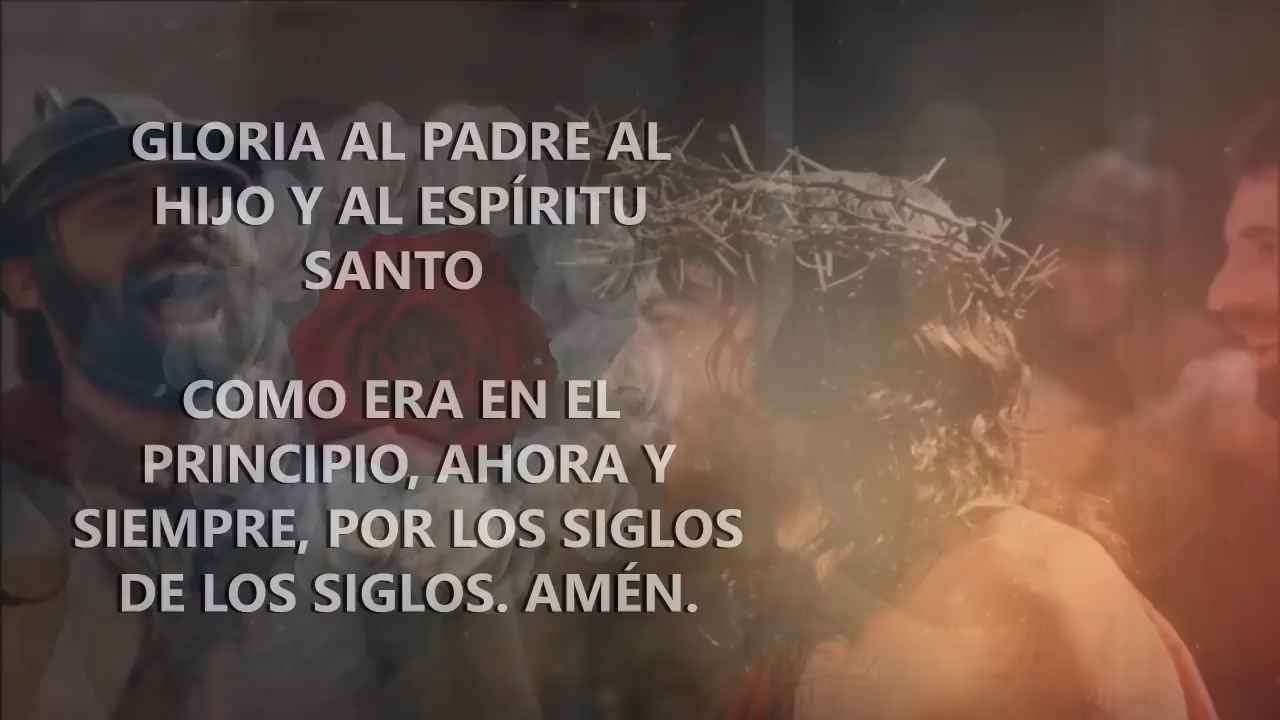 GLORIA AL PADRE AL
HIJO Y AL ESPÍRITU
SANTO
COMO ERA EN EL
PRINCIPIO, AHORA Y
SIEMPRE, POR LOS SIGLOS
DE LOS SIGLOS. AMÉN.